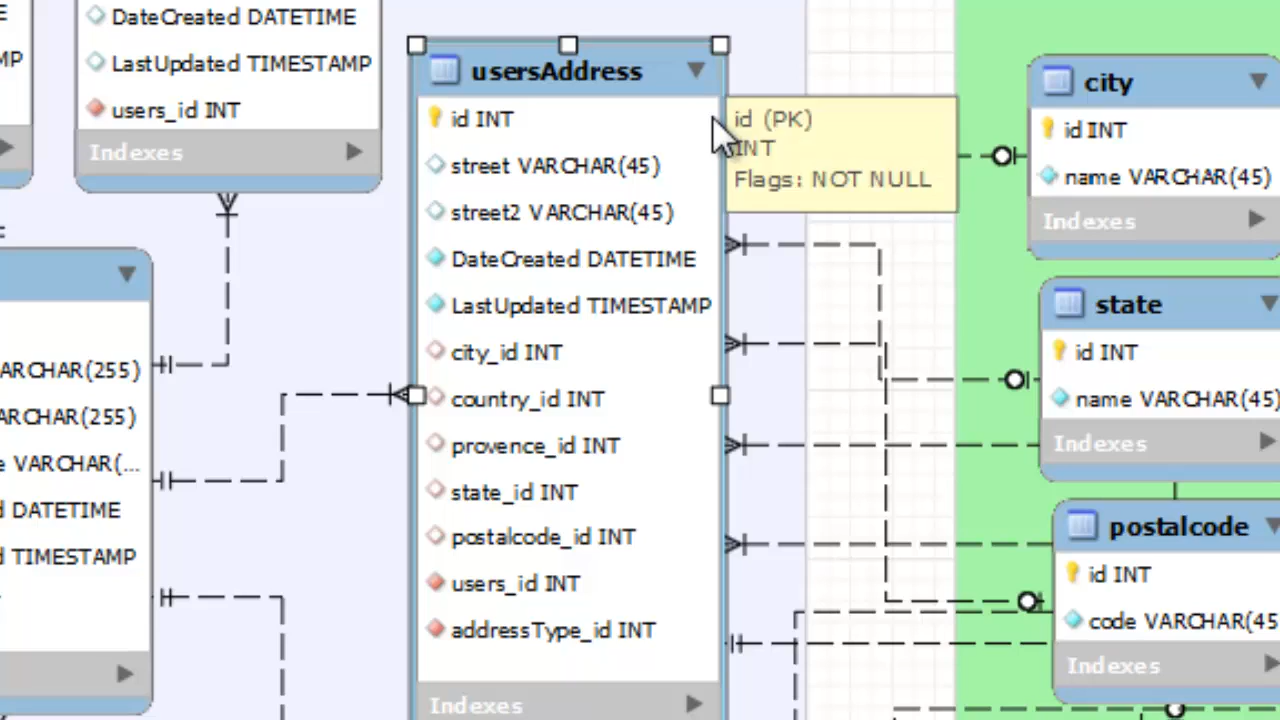 DateCreated DATETIME
LastUpdated TIMESTAMP
users_id INT
Indexes
ARCHAR(255)
ARCHAR(255)
VARCHAR(...
DATETIME
TIMESTAMP
usersAddress
id INT
street VARCHAR(45)
street2 VARCHAR(45)
DateCreated DATETIME
LastUpdated TIMESTAMP
city_id INT
country_id INT
provence_id INT
state_id INT
postalcode_id INT
users_id INT
addressType_id INT
Indexes
id (PK)
INT
Flags: NOT NULL
city
id INT
name VARCHAR(45)
Indexes
state
id INT
name VARCHAR(45)
Indexes
postalcode
id INT
code VARCHAR(45
Indexes